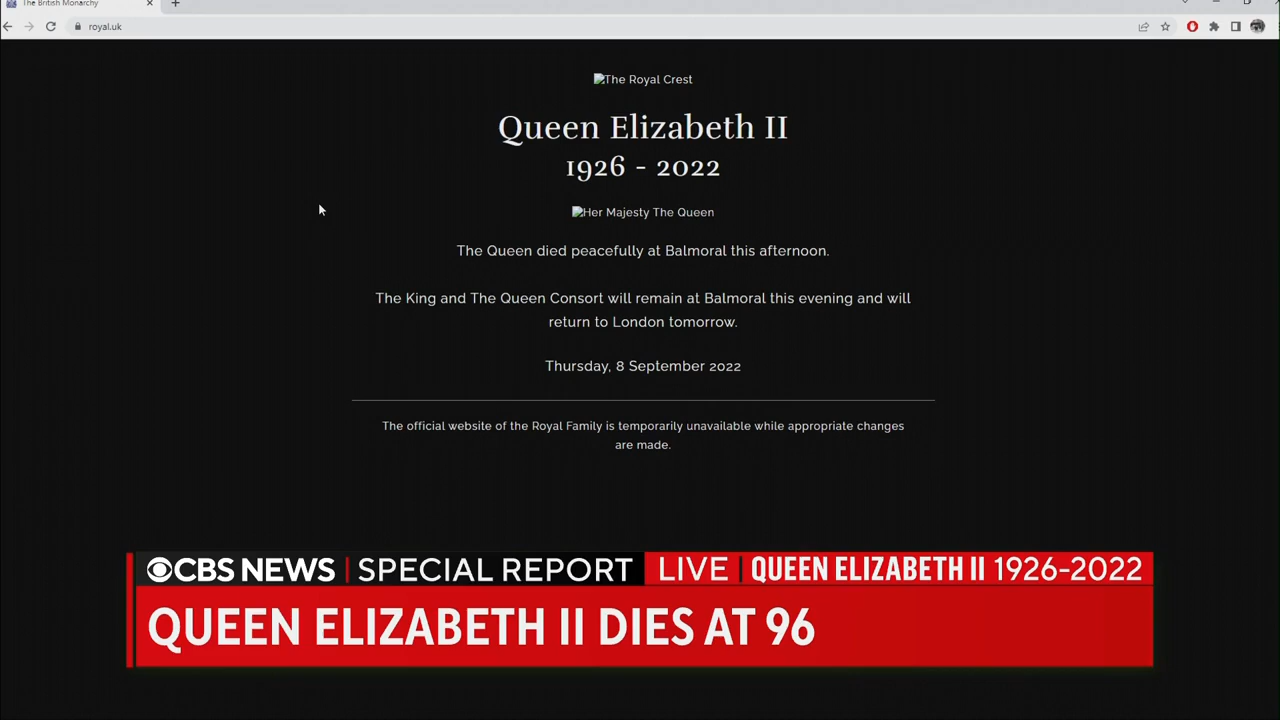 The British Monarchy
royal.uk
The Royal Crest
Queen Elizabeth II
1926 - 2022
Her Majesty The Queen
The Queen died peacefully at Balmoral this afternoon.
The King and The Queen Consort will remain at Balmoral this evening and will
return to London tomorrow.
Thursday, 8 September 2022
The official website of the Royal Family is temporarily unavailable while appropriate changes
are made.
CBS NEWS | SPECIAL REPORT LIVE | QUEEN ELIZABETH II 1926-2022
QUEEN ELIZABETH II DIES AT 96